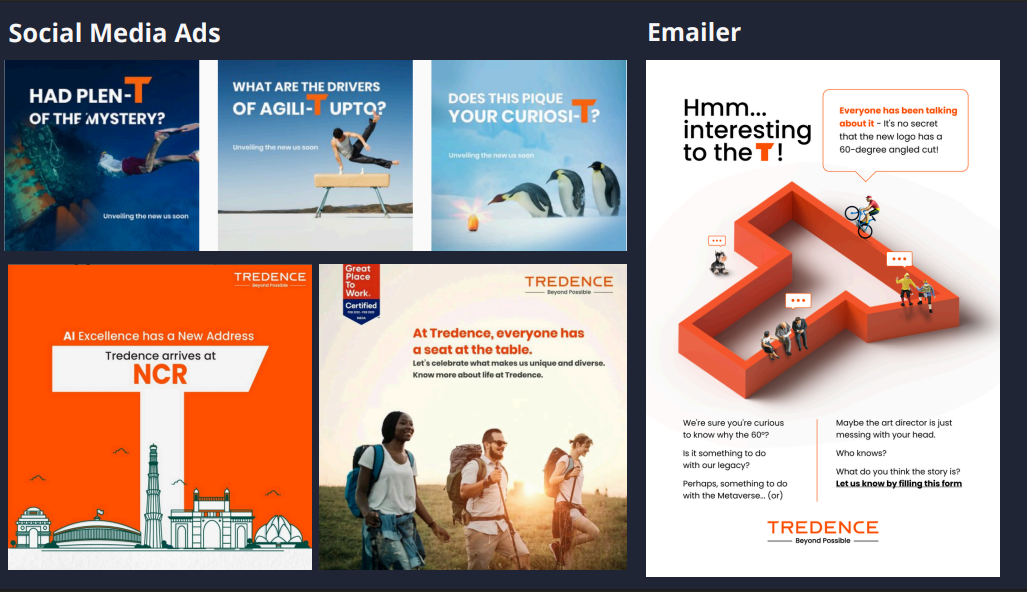 Social Media Ads
HAD PLEN-T
OF THE MYSTERY?
Unveiling the new us soon
WHAT ARE THE DRIVERS
OF AGILI-T UPTO?
Unveiling the new us soon
DOES THIS PIQUE
YOUR CURIOSI-T?
Unveiling the new us soon
TREDENCE
Beyond Possible
AI Excellence has a New Address
Tredence arrives at
NCR
Great
Place
To
Work.
Certified
INDIA
TREDENCE
Beyond Possible
At Tredence, everyone has
a seat at the table.
Let's celebrate what makes us unique and diverse.
Know more about life at Tredence.
Emailer
Hmm...
interesting
to the T!
Everyone has been talking
about it - It's no secret
that the new logo has a
60-degree angled cut!
We're sure you're curious
to know why the 60°?
Is it something to do
with our legacy?
Perhaps, something to do
with the Metaverse... (or)
Maybe the art director is just
messing with your head.
Who knows?
What do you think the story is?
Let us know by filling this form
TREDENCE
Beyond Possible